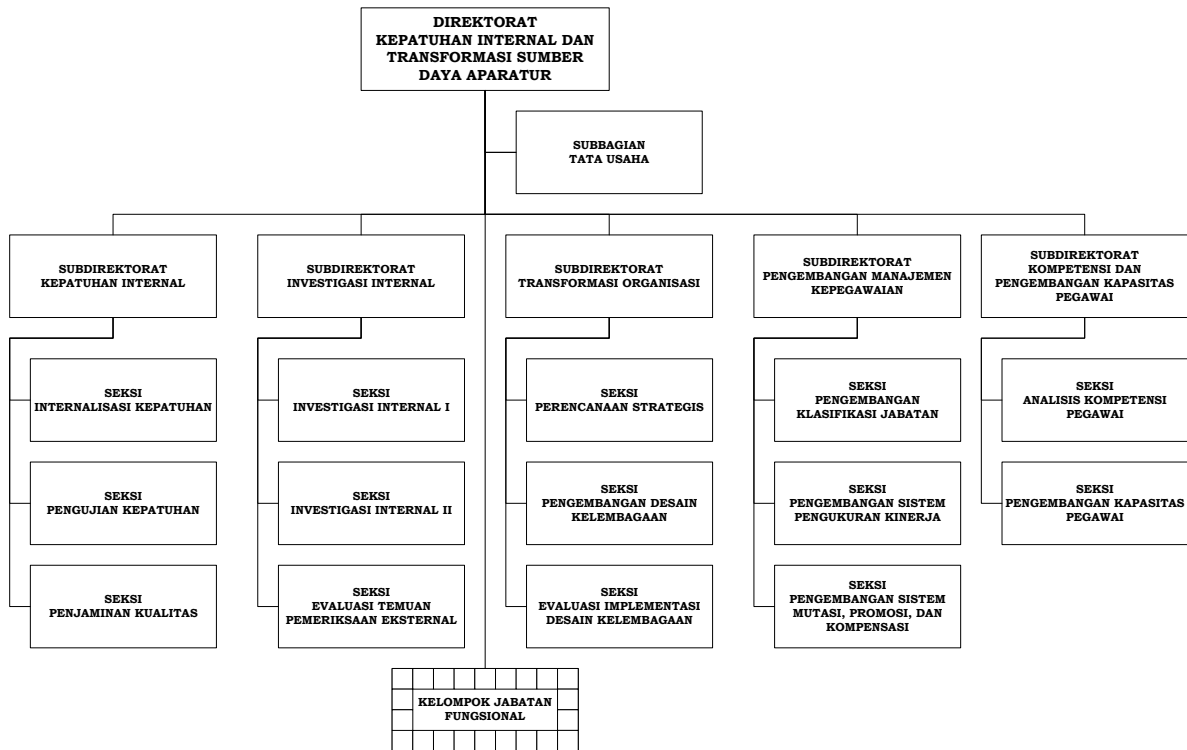 DIREKTORAT
KEPATUHAN INTERNAL DAN
TRANSFORMASI SUMBER
DAYA APARATUR
SUBBAGIAN
TATA USAHA
SUBDIREKTORAT
KEPATUHAN INTERNAL
SUBDIREKTORAT
INVESTIGASI INTERNAL
SUBDIREKTORAT
TRANSFORMASI ORGANISASI
SUBDIREKTORAT
PENGEMBANGAN MANAJEMEN
KEPEGAWAIAN
SUBDIREKTORAT
KOMPETENSI DAN
PENGEMBANGAN KAPASITAS
PEGAWAI
SEKSI
INTERNALISASI KEPATUHAN
SEKSI
INVESTIGASI INTERNAL I
SEKSI
PERENCANAAN STRATEGIS
SEKSI
PENGEMBANGAN
KLASIFIKASI JABATAN
SEKSI
ANALISIS KOMPETENSI
PEGAWAI
SEKSI
PENGUJIAN KEPATUHAN
SEKSI
INVESTIGASI INTERNAL II
SEKSI
PENGEMBANGAN DESAIN
KELEMBAGAAN
SEKSI
PENGEMBANGAN SISTEM
PENGUKURAN KINERJA
SEKSI
PENGEMBANGAN KAPASITAS
PEGAWAI
SEKSI
PENJAMINAN KUALITAS
SEKSI
EVALUASI TEMUAN
PEMERIKSAAN EKSTERNAL
SEKSI
EVALUASI IMPLEMENTASI
DESAIN KELEMBAGAAN
SEKSI
PENGEMBANGAN SISTEM
MUTASI, PROMOSI, DAN
KOMPENSASI
KELOMPOK JABATAN
FUNGSIONAL